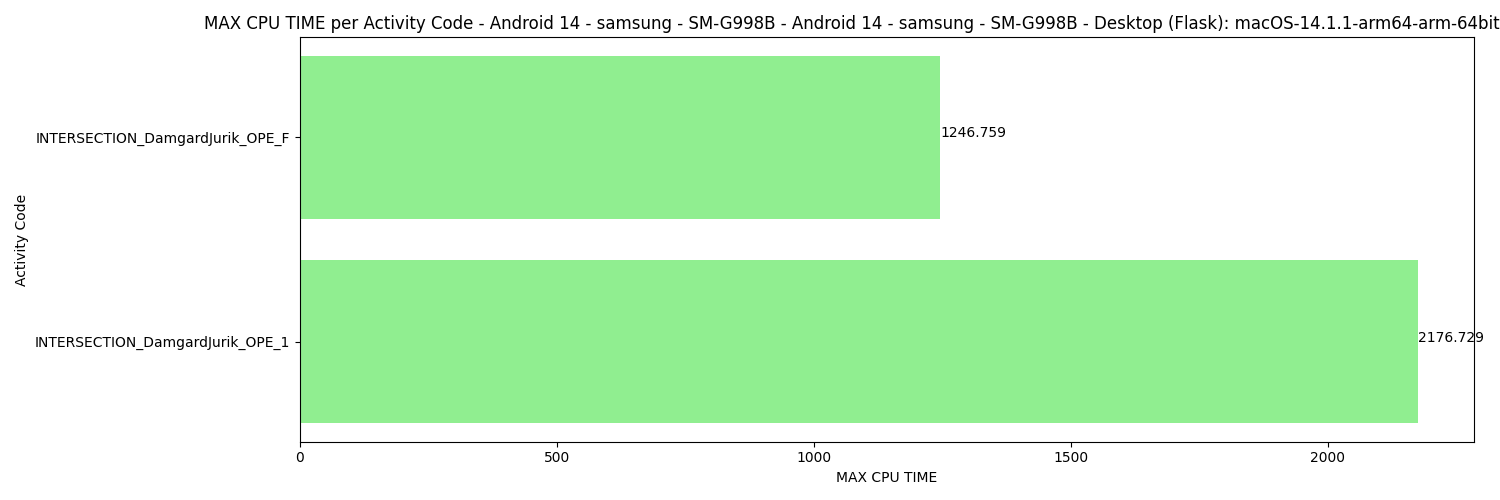 MAX CPU TIME per Activity Code - Android 14 - samsung - SM-G998B - Android 14 - samsung - SM-G998B - Desktop (Flask): macOS-14.1.1-arm64-arm-64bit
INTERSECTION_DamgardJurik_OPE_F
1246.759
Activity Code
INTERSECTION_DamgardJurik_OPE_1
2176.729
0
500
1000
1500
2000
MAX CPU TIME